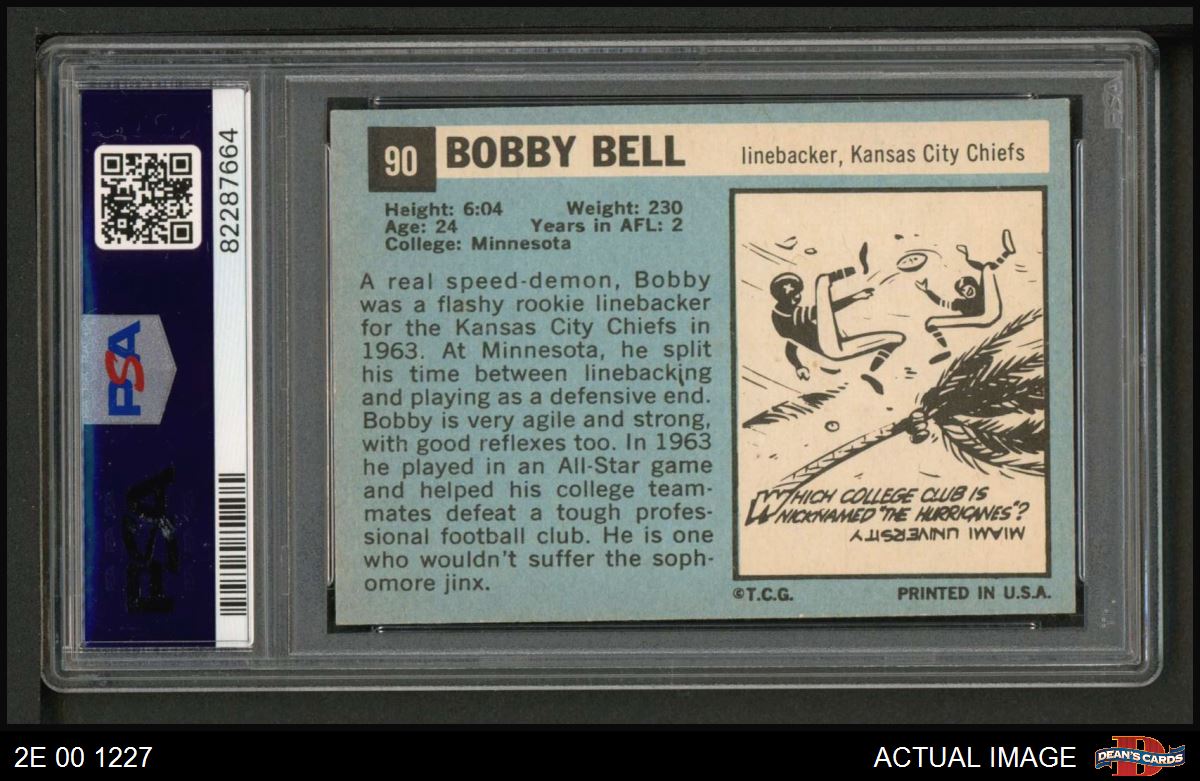 82287664
PSA
PSA
90 BOBBY BELL linebacker, Kansas City Chiefs
Height: 6:04 Weight: 230
Age: 24 Years in AFL: 2
College: Minnesota
A real speed-demon, Bobby
was a flashy rookie linebacker
for the Kansas City Chiefs in
1963. At Minnesota, he split
his time between linebacking
and playing as a defensive end.
Bobby is very agile and strong,
with good reflexes too. In 1963
he played in an All-Star game
and helped his college team-
mates defeat a tough profes-
sional football club. He is one
who wouldn't suffer the soph-
omore jinx.
WHICH COLLEGE CLUB IS
NICKNAMED "THE HURRICANES"?
MIAMI UNIVERSITY
©T.C.G. PRINTED IN U.S.A.
2E 00 1227
ACTUAL IMAGE
D
DEAN'S CARDS